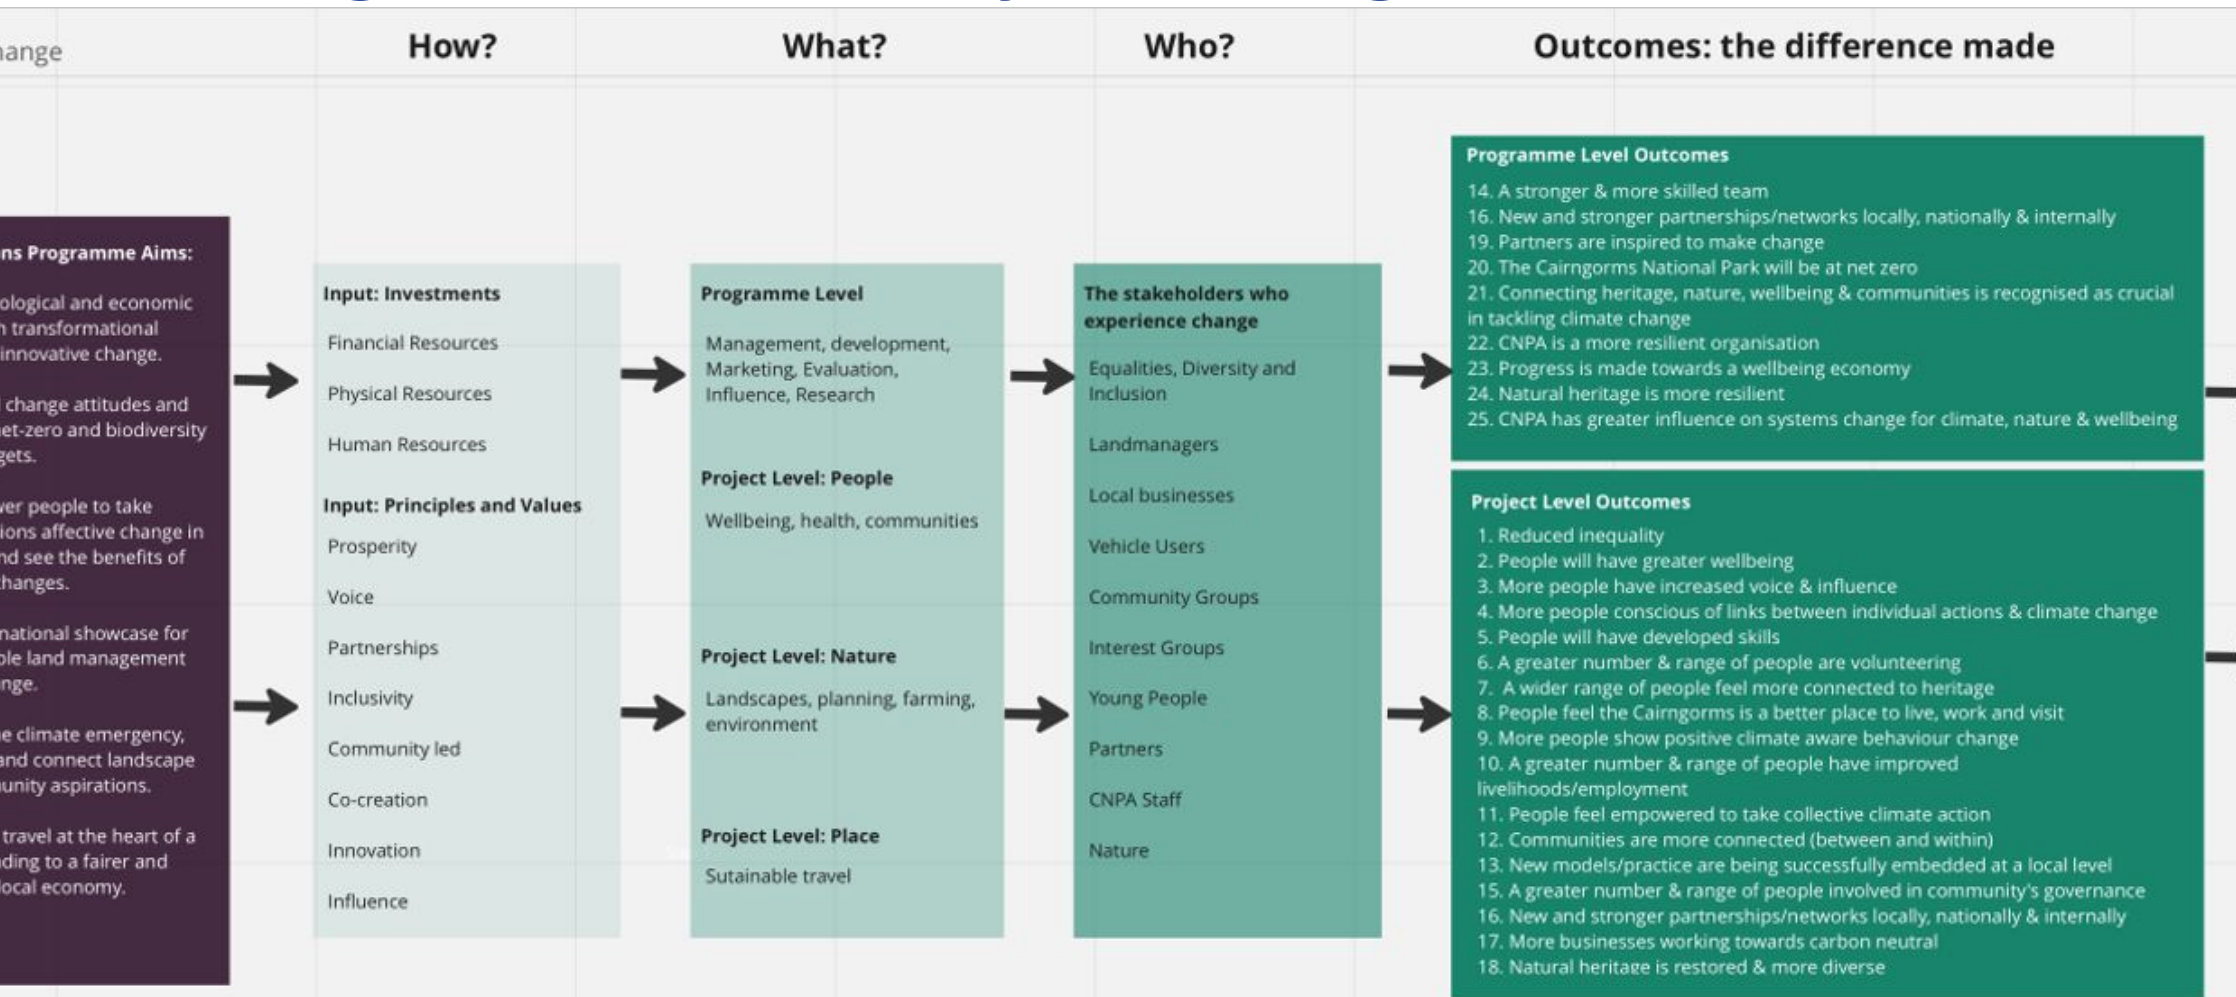 hange
How?
What?
Who?
Outcomes: the difference made
ns Programme Aims:
ological and economic
n transformational
innovative change.
change attitudes and
et-zero and biodiversity
gets.
wer people to take
ions affective change in
nd see the benefits of
changes.
national showcase for
ble land management
nge.
e climate emergency,
and connect landscape
unity aspirations.
travel at the heart of a
ding to a fairer and
local economy.
Input: Investments
Financial Resources
Physical Resources
Human Resources
Input: Principles and Values
Prosperity
Voice
Partnerships
Inclusivity
Community led
Co-creation
Innovation
Influence
Programme Level
Management, development,
Marketing, Evaluation,
Influence, Research
Project Level: People
Wellbeing, health, communities
Project Level: Nature
Landscapes, planning, farming,
environment
Project Level: Place
Sutainable travel
The stakeholders who
experience change
Equalities, Diversity and
Inclusion
Landmanagers
Local businesses
Vehicle Users
Community Groups
Interest Groups
Young People
Partners
CNPA Staff
Nature
Programme Level Outcomes
14. A stronger & more skilled team
16. New and stronger partnerships/networks locally, nationally & internally
19. Partners are inspired to make change
20. The Cairngorms National Park will be at net zero
21. Connecting heritage, nature, wellbeing & communities is recognised as crucial
in tackling climate change
22. CNPA is a more resilient organisation
23. Progress is made towards a wellbeing economy
24. Natural heritage is more resilient
25. CNPA has greater influence on systems change for climate, nature & wellbeing
Project Level Outcomes
1. Reduced inequality
2. People will have greater wellbeing
3. More people have increased voice & influence
4. More people conscious of links between individual actions & climate change
5. People will have developed skills
6. A greater number & range of people are volunteering
7. A wider range of people feel more connected to heritage
8. People feel the Cairngorms is a better place to live, work and visit
9. More people show positive climate aware behaviour change
10. A greater number & range of people have improved
livelihoods/employment
11. People feel empowered to take collective climate action
12. Communities are more connected (between and within)
13. New models/practice are being successfully embedded at a local level
15. A greater number & range of people involved in community's governance
16. New and stronger partnerships/networks locally, nationally & internally
17. More businesses working towards carbon neutral
18. Natural heritage is restored & more diverse